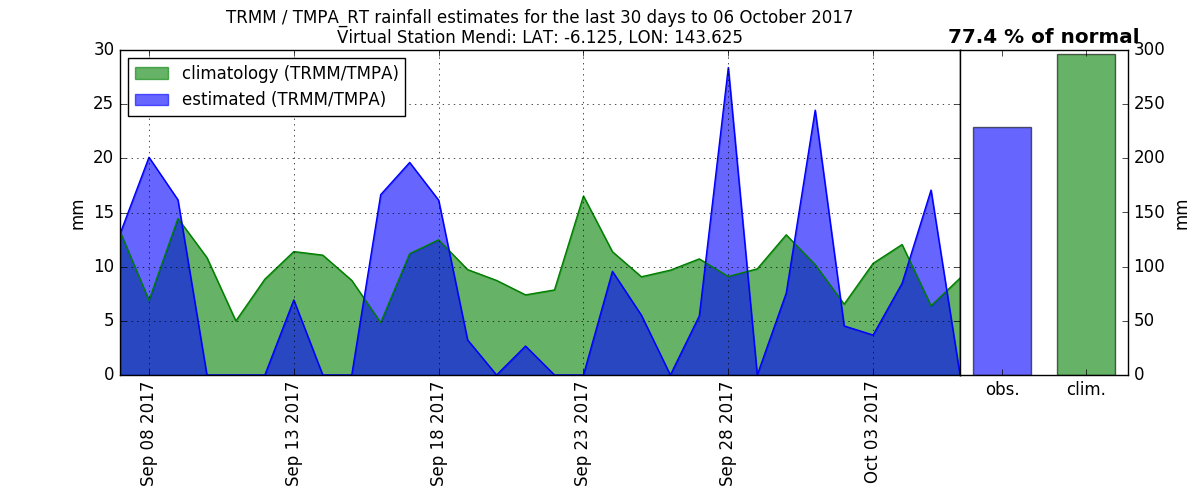 TRMM / TMPA_RT rainfall estimates for the last 30 days to 06 October 2017
Virtual Station Mendi: LAT: -6.125, LON: 143.625
77.4 % of normal
climatology (TRMM/TMPA)
estimated (TRMM/TMPA)
30
25
20
15
10
5
0
mm
Sep 08 2017
Sep 13 2017
Sep 18 2017
Sep 23 2017
Sep 28 2017
Oct 03 2017
obs.
clim.
300
250
200
150
100
50
0
mm